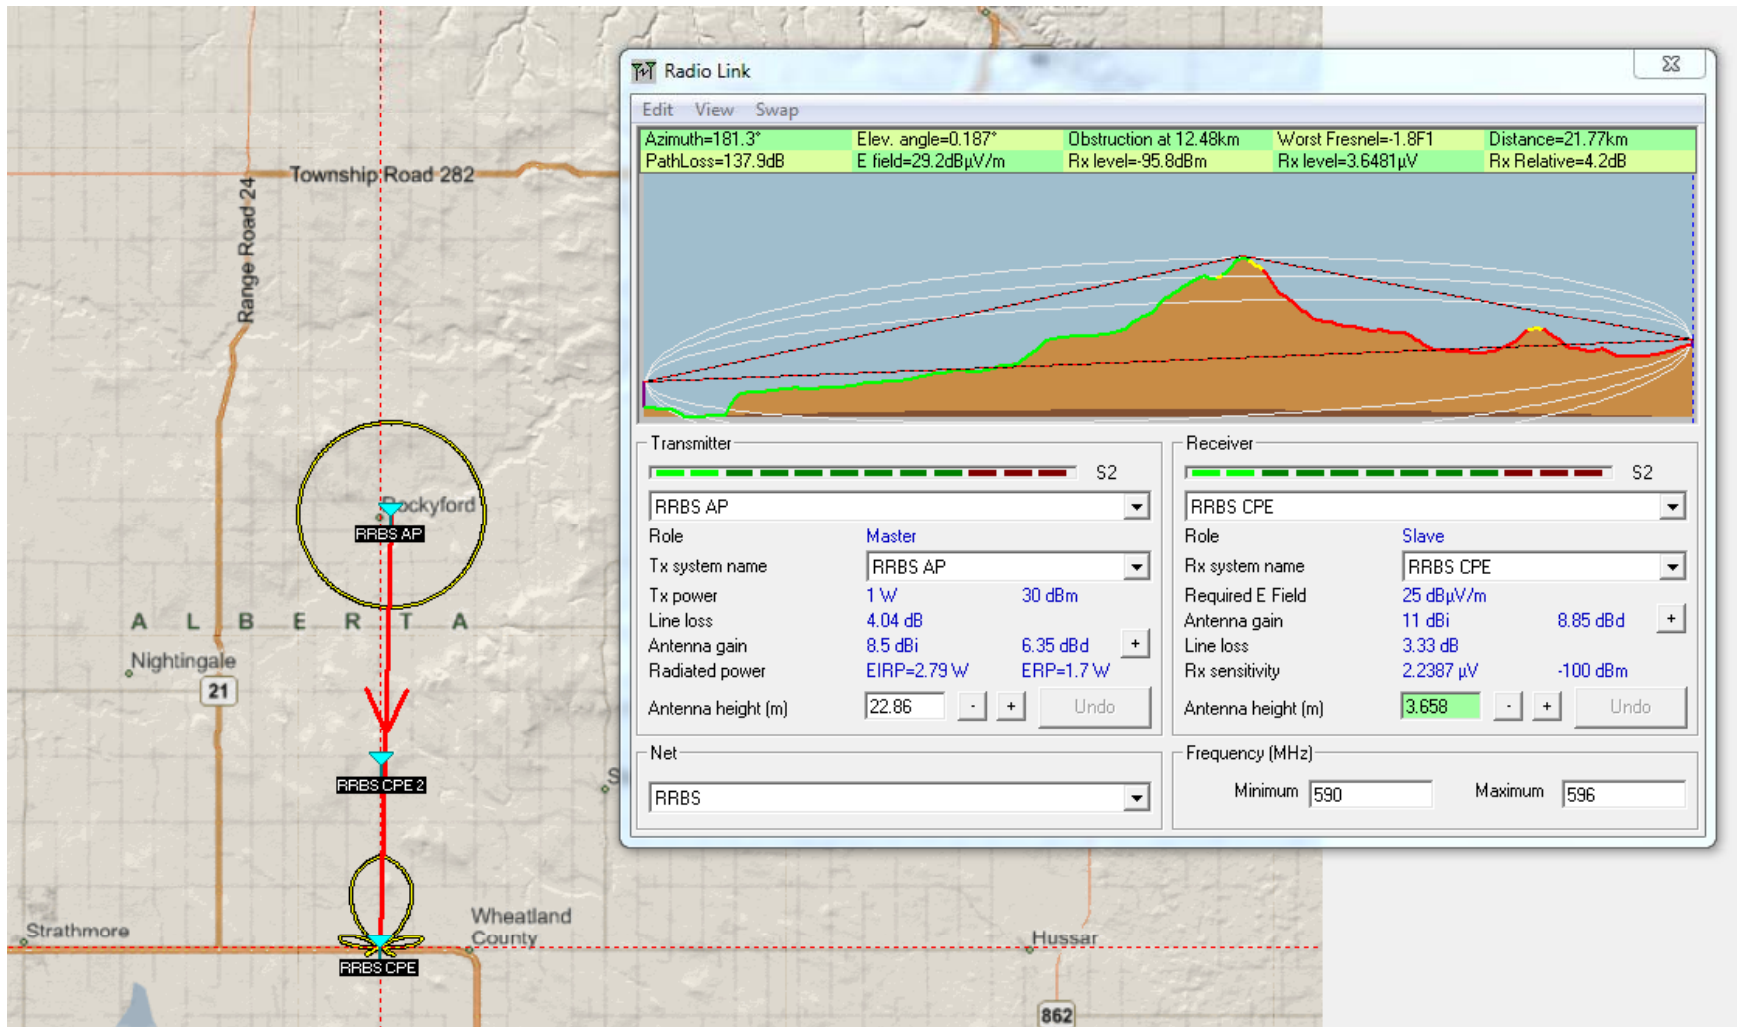 Township Road 282
Range Road 24
Rockyford
RRBS AP
A L B E R T A
Nightingale
21
RRBS CPE 2
S
Strathmore
Wheatland
County
RRBS CPE
Hussar
862
Radio Link
Edit View Swap
Azimuth=181.3° Elev. angle=0.187° Obstruction at 12.48km Worst Fresnel=-1.8F1 Distance=21.77km
PathLoss=137.9dB E field=29.2dBµV/m Rx level=-95.8dBm Rx level=3.6481µV Rx Relative=4.2dB
Transmitter
S2
RRBS AP
Role Master
Tx system name RRBS AP
Tx power 1 W 30 dBm
Line loss 4.04 dB
Antenna gain 8.5 dBi 6.35 dBd +
Radiated power EIRP=2.79 W ERP=1.7 W
Antenna height (m) 22.86 - + Undo
Net
RRBS
Receiver
S2
RRBS CPE
Role Slave
Rx system name RRBS CPE
Required E Field 25 dBµV/m
Antenna gain 11 dBi 8.85 dBd +
Line loss 3.33 dB
Rx sensitivity 2.2387 µV -100 dBm
Antenna height (m) 3.658 - + Undo
Frequency (MHz)
Minimum 590 Maximum 596